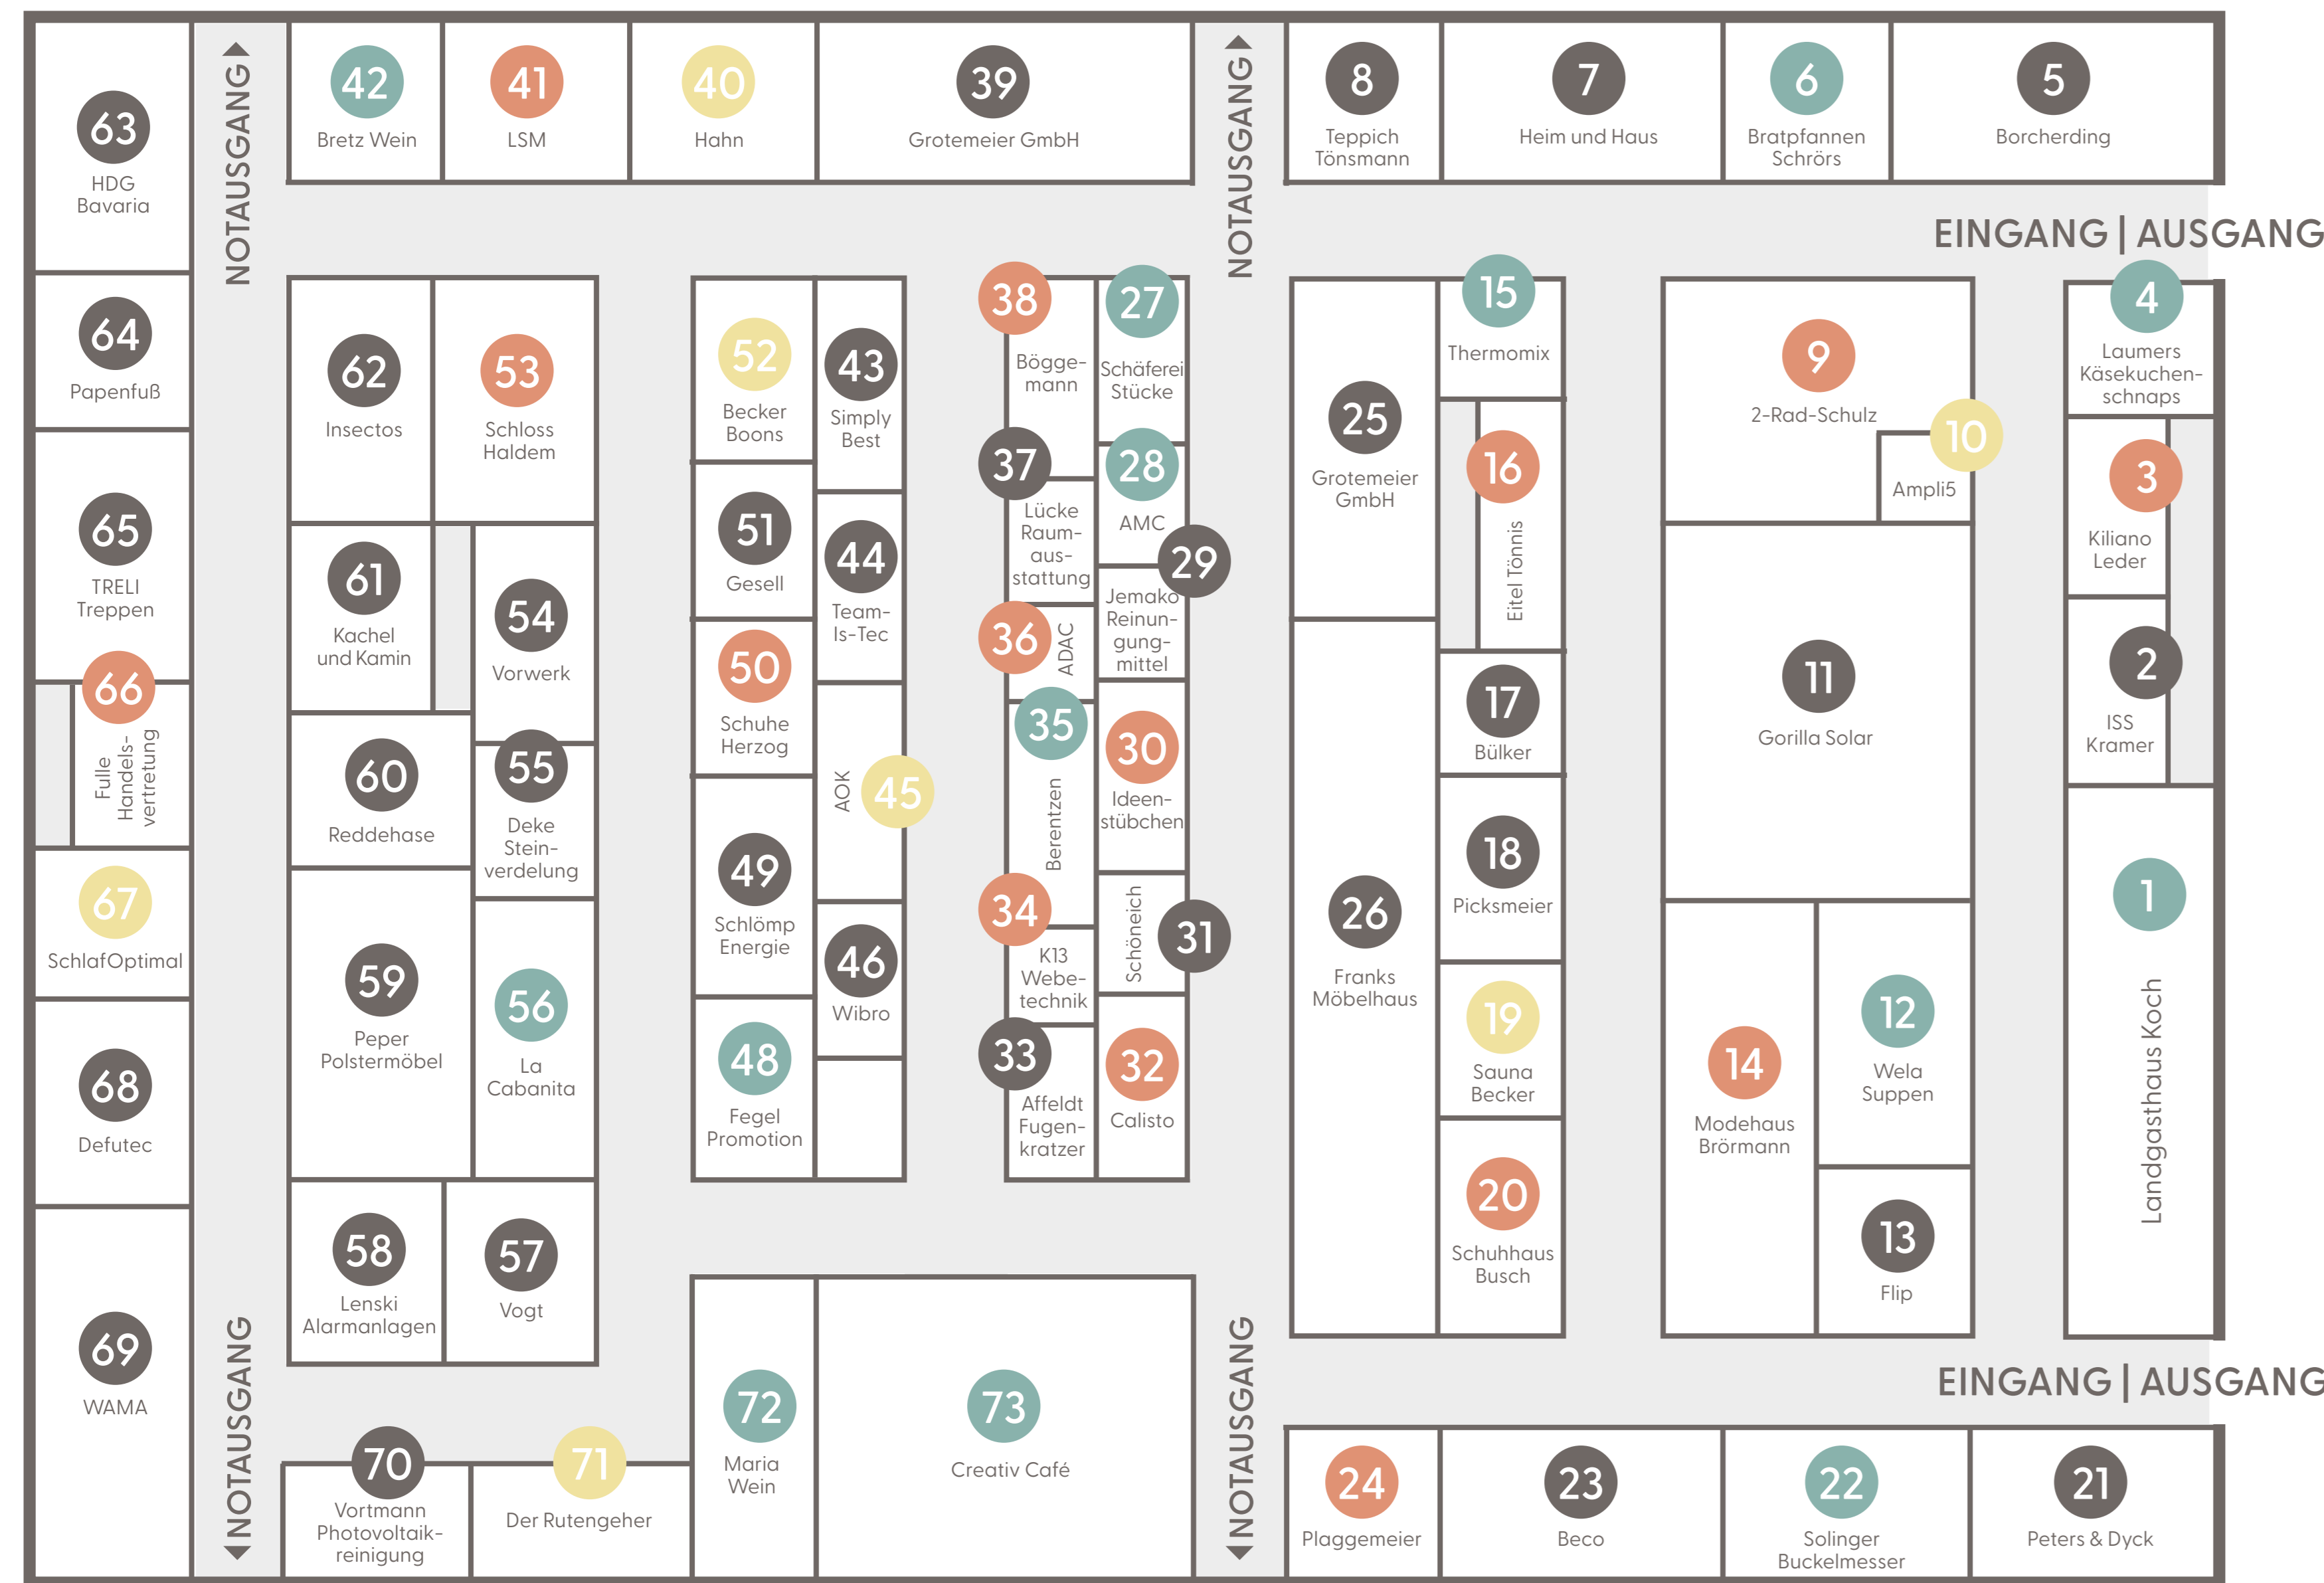 63
HDG
Bavaria
64
Papenfuß
65
TRELI
Treppen
66
Fulle
Handels-
vertretung
67
SchlafOptimal
68
Defutec
69
WAMA
NOTAUSGANG
NOTAUSGANG
42
Bretz Wein
41
LSM
40
Hahn
39
Grotemeier GmbH
NOTAUSGANG
8
Teppich
Tönsmann
7
Heim und Haus
6
Bratpfannen
Schrörs
5
Borcherding
EINGANG | AUSGANG
62
Insectos
53
Schloss
Haldem
61
Kachel
und Kamin
54
Vorwerk
60
Reddehase
55
Deke
Stein-
verdelung
59
Peper
Polstermöbel
56
La
Cabanita
58
Lenski
Alarmanlagen
57
Vogt
52
Becker
Boons
43
Simply
Best
51
Gesell
44
Team-
Is-Tec
50
Schuhe
Herzog
AOK
45
49
Schlömp
Energie
46
Wibro
48
Fegel
Promotion
38
Bögge-
mann
27
Schäferei
Stücke
37
Lücke
Raum-
aus-
stattung
28
AMC
29
Jemako
Reinun-
gung-
mittel
36
ADAC
35
Berentzen
30
Ideen-
stübchen
34
K13
Webe-
technik
31
Schöneich
33
Affeldt
Fugen-
kratzer
32
Calisto
25
Grotemeier
GmbH
15
Thermomix
16
Eitel Tönnis
17
Bülker
26
Franks
Möbelhaus
18
Picksmeier
19
Sauna
Becker
20
Schuhhaus
Busch
9
2-Rad-Schulz
10
Ampli5
11
Gorilla Solar
14
Modehaus
Brörmann
12
Wela
Suppen
13
Flip
4
Laumers
Käsekuchen-
schnaps
3
Kiliano
Leder
2
ISS
Kramer
1
Landgasthaus Koch
EINGANG | AUSGANG
70
Vortmann
Photovoltaik-
reinigung
71
Der Rutengeher
72
Maria
Wein
73
Creativ Café
NOTAUSGANG
24
Plaggemeier
23
Beco
22
Solinger
Buckelmesser
21
Peters & Dyck